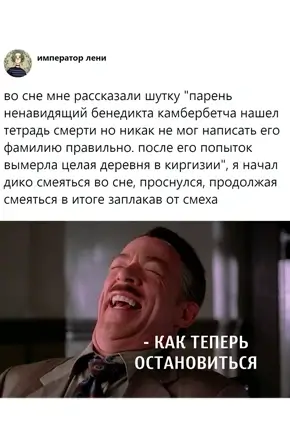 император лени
во сне мне рассказали шутку "парень
ненавидящий бенедикта камбербетча нашел
тетрадь смерти но никак не мог написать его
фамилию правильно. после его попыток
вымерла целая деревня в киргизии", я начал
дико смеяться во сне, проснулся, продолжая
смеяться в итоге заплакав от смеха
- КАК ТЕПЕРЬ
ОСТАНОВИТЬСЯ